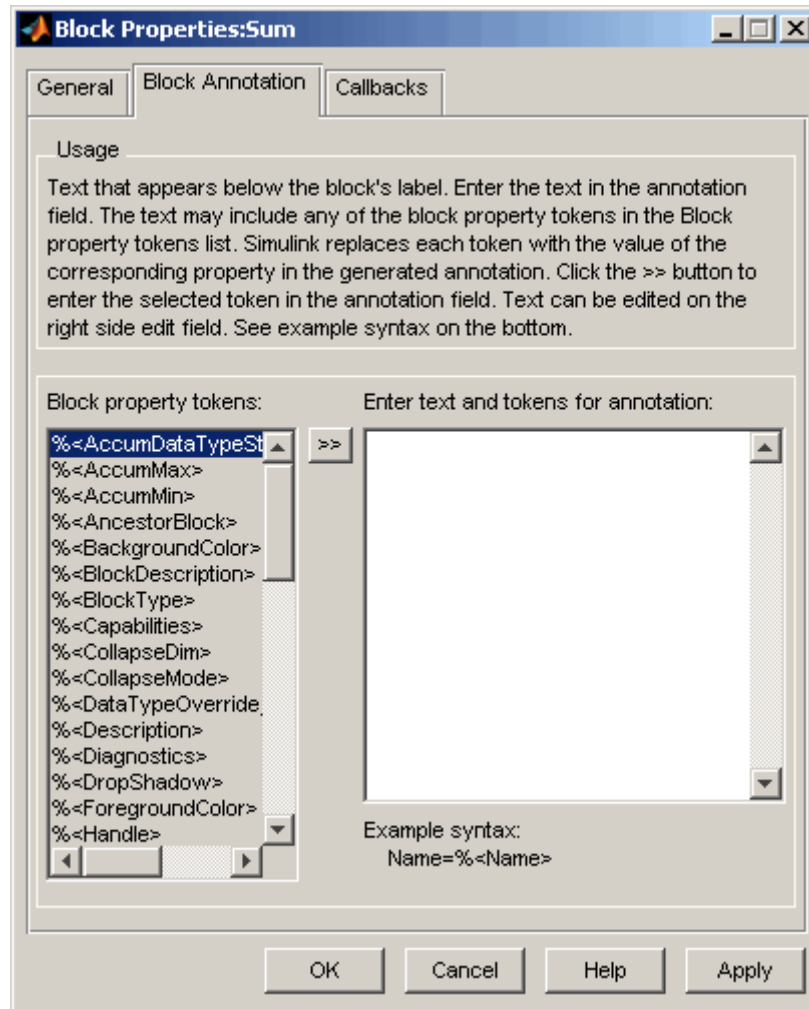 Block Properties:Sum
General
Block Annotation
Callbacks
Usage
Text that appears below the block's label. Enter the text in the annotation
field. The text may include any of the block property tokens in the Block
property tokens list. Simulink replaces each token with the value of the
corresponding property in the generated annotation. Click the >> button to
enter the selected token in the annotation field. Text can be edited on the
right side edit field. See example syntax on the bottom.
Block property tokens:
%<AccumDataTypeSt
%<AccumMax>
%<AccumMin>
%<AncestorBlock>
%<BackgroundColor>
%<BlockDescription>
%<BlockType>
%<Capabilities>
%<CollapseDim>
%<CollapseMode>
%<DataTypeOverride_
%<Description>
%<Diagnostics>
%<DropShadow>
%<ForegroundColor>
%<Handle>
>>
Enter text and tokens for annotation:
Example syntax:
Name=%<Name>
OK
Cancel
Help
Apply